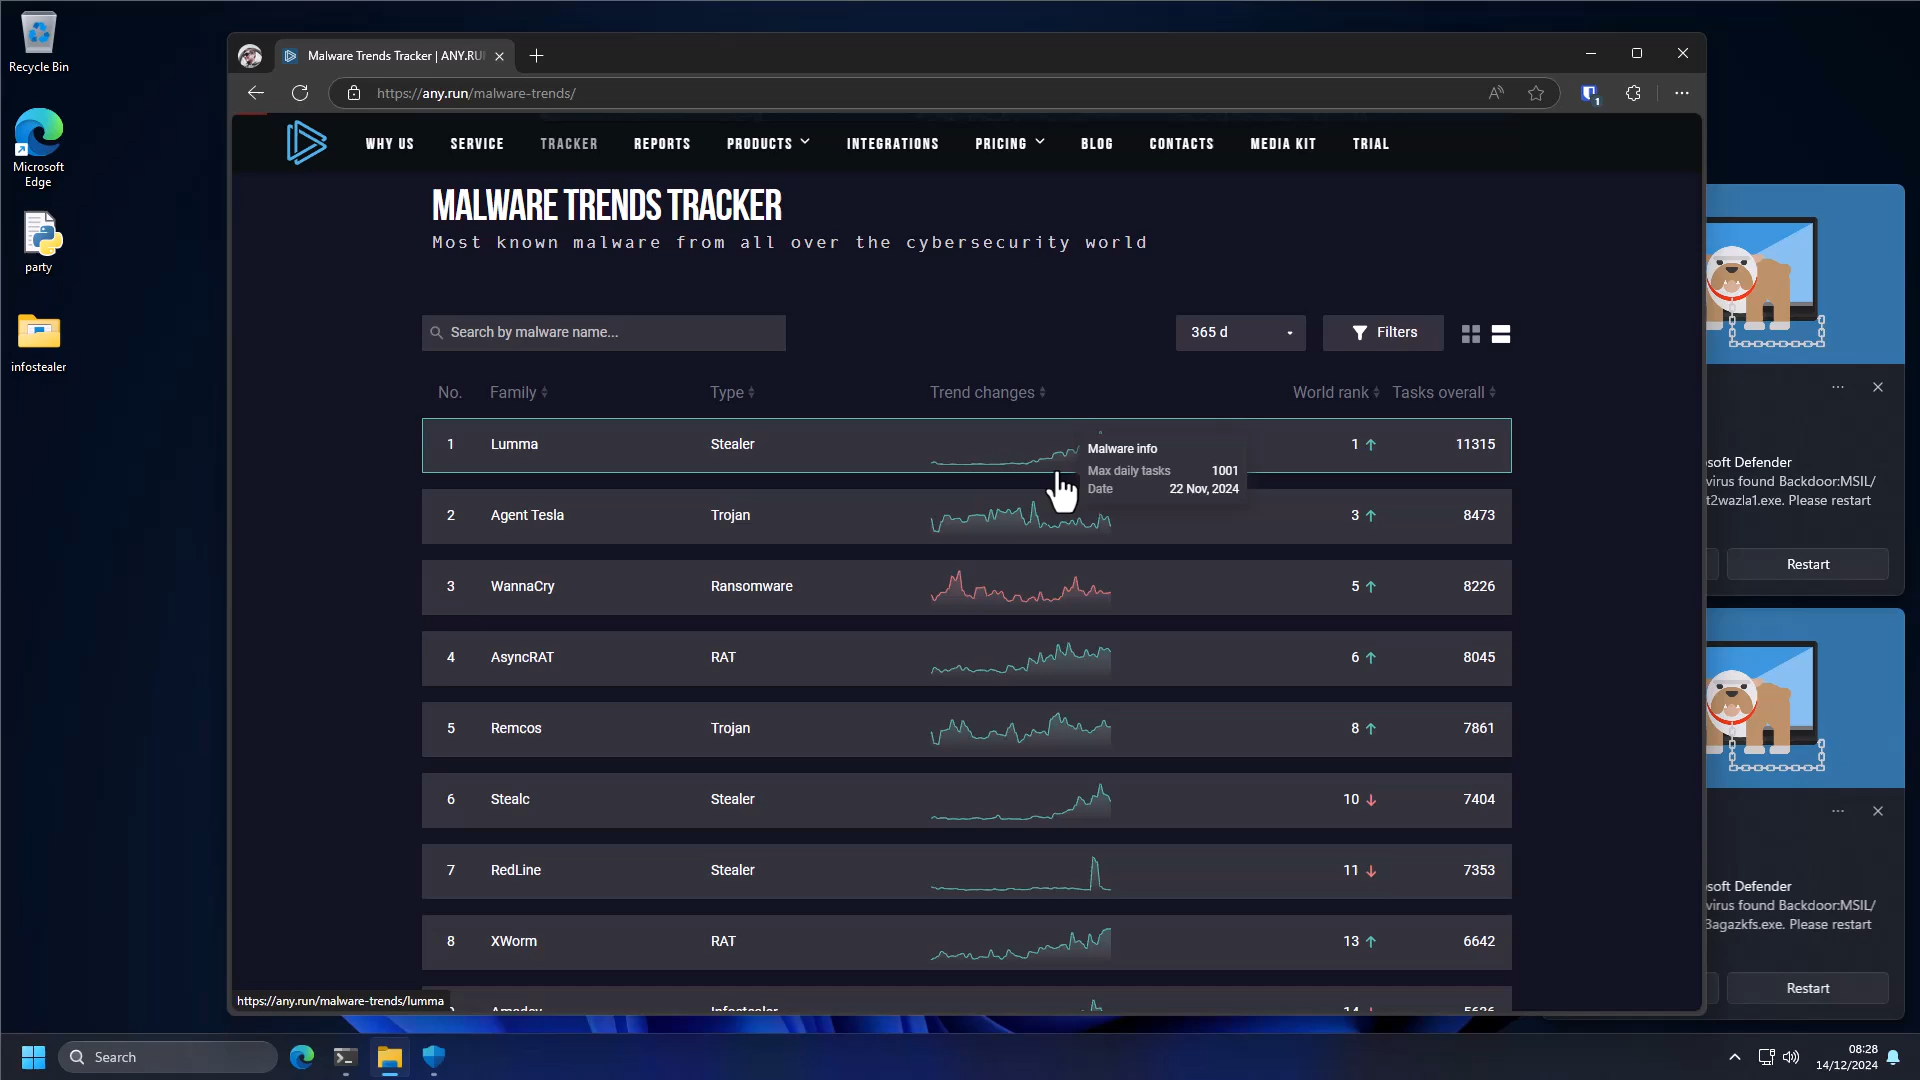 Recycle Bin
Microsoft
Edge
party
infostealer
Malware Trends Tracker | ANY.RU
https://any.run/malware-trends/
1
WHY US
SERVICE
TRACKER
REPORTS
PRODUCTS
INTEGRATIONS
PRICING
BLOG
CONTACTS
MEDIA KIT
TRIAL
MALWARE TRENDS TRACKER
Most known malware from all over the cybersecurity world
Search by malware name...
365 d
Filters
No. Family Type Trend changes World rank Tasks overall
1 Lumma Stealer 1 11315
Malware info
Max daily tasks 1001
Date 22 Nov, 2024
2 Agent Tesla Trojan 3 8473
3 WannaCry Ransomware 5 8226
4 AsyncRAT RAT 6 8045
5 Remcos Trojan 8 7861
6 Stealc Stealer 10 7404
7 RedLine Stealer 11 7353
8 XWorm RAT 13 6642
https://any.run/malware-trends/lumma
soft Defender
virus found Backdoor:MSIL/
t2wazla1.exe. Please restart
Restart
soft Defender
virus found Backdoor:MSIL/
3agazkfs.exe. Please restart
Restart
Search
08:28
14/12/2024